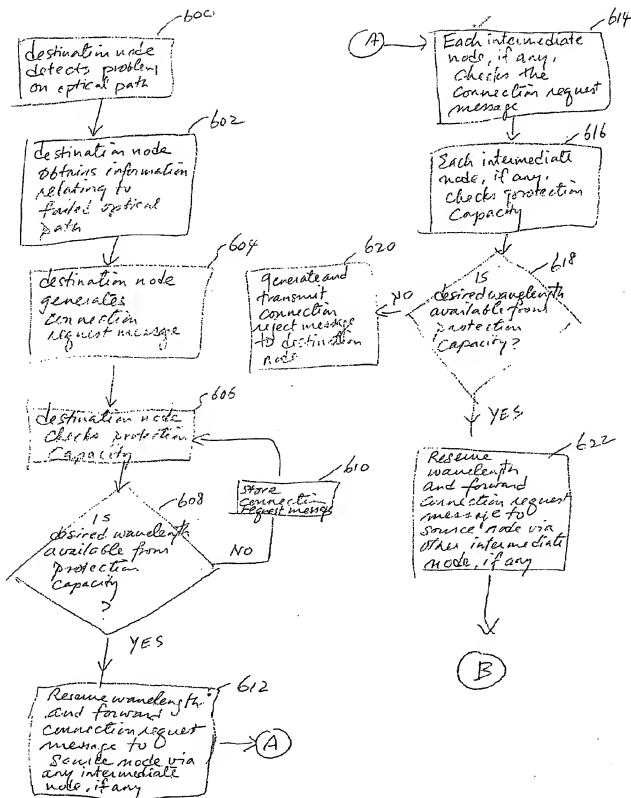 600
destination node
detects problem
on optical path
602
destination node
obtains information
relating to
failed optical
path
604
destination node
generates
connection
request message
606
destination node
checks protection
capacity
608
is
desired wavelength
available from
protection
capacity
?
NO
610
store
connection
request message
YES
612
Reserve wavelength
and forward
connection request
message to
source node via
any intermediate
node, if any
A
A
614
Each intermediate
node, if any,
checks the
connection request
message
616
Each intermediate
node, if any,
checks protection
capacity
618
Is
desired wavelength
available from
protection
capacity?
NO
620
generate and
transmit
connection
reject message
to destination
node
YES
622
Reserve
wavelength
and forward
connection request
message to
source node via
other intermediate
node, if any
B